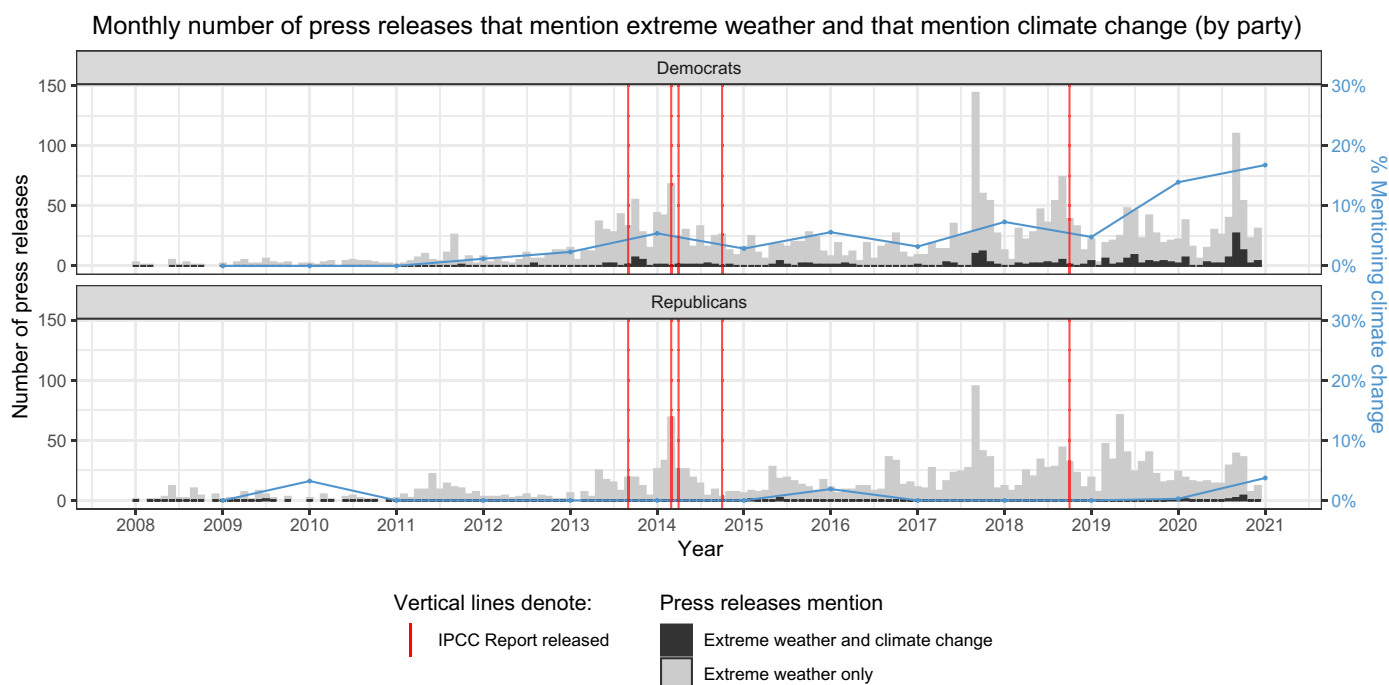 Monthly number of press releases that mention extreme weather and that mention climate change (by party)
Democrats
150
100
50
0
30%
20%
10%
0%
Republicans
150
100
50
0
30%
20%
10%
0%
Number of press releases
% Mentioning climate change
2008 2009 2010 2011 2012 2013 2014 2015 2016 2017 2018 2019 2020 2021
Year
Vertical lines denote:
IPCC Report released
Press releases mention
Extreme weather and climate change
Extreme weather only